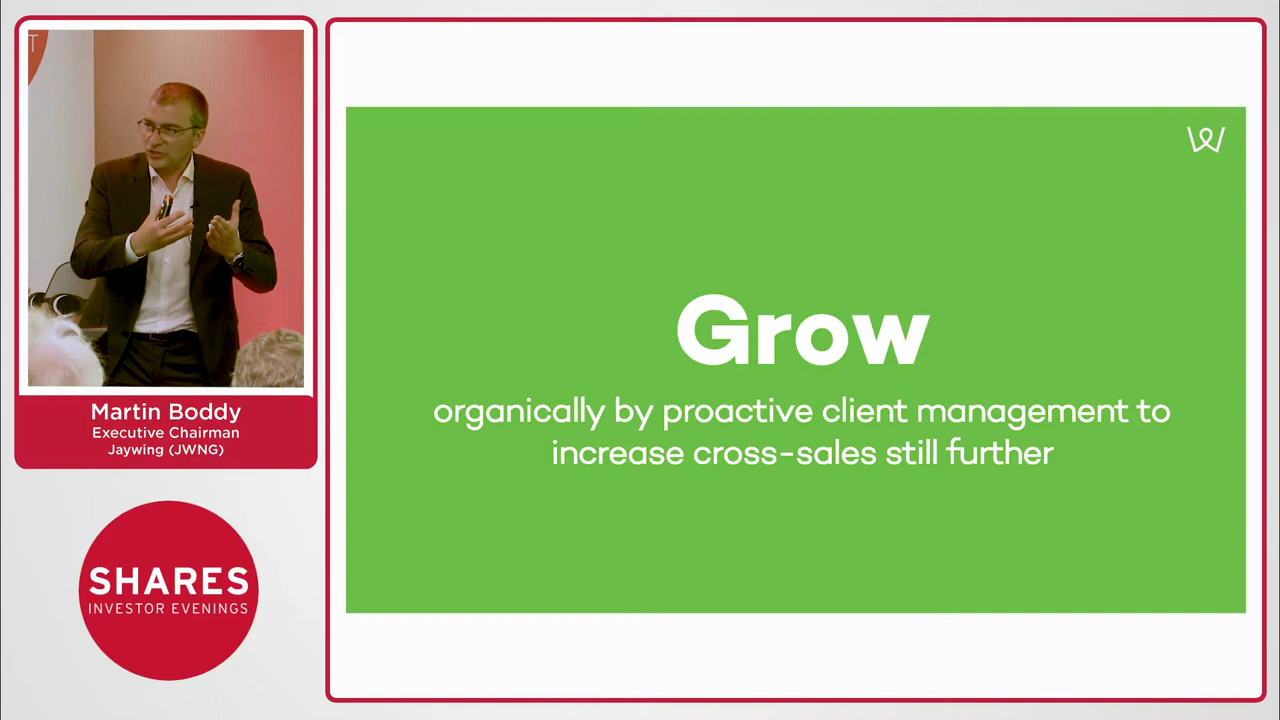 T
Martin Boddy
Executive Chairman
Jaywing (JWNG)
SHARES
INVESTOR EVENINGS
Grow
organically by proactive client management to
increase cross-sales still further